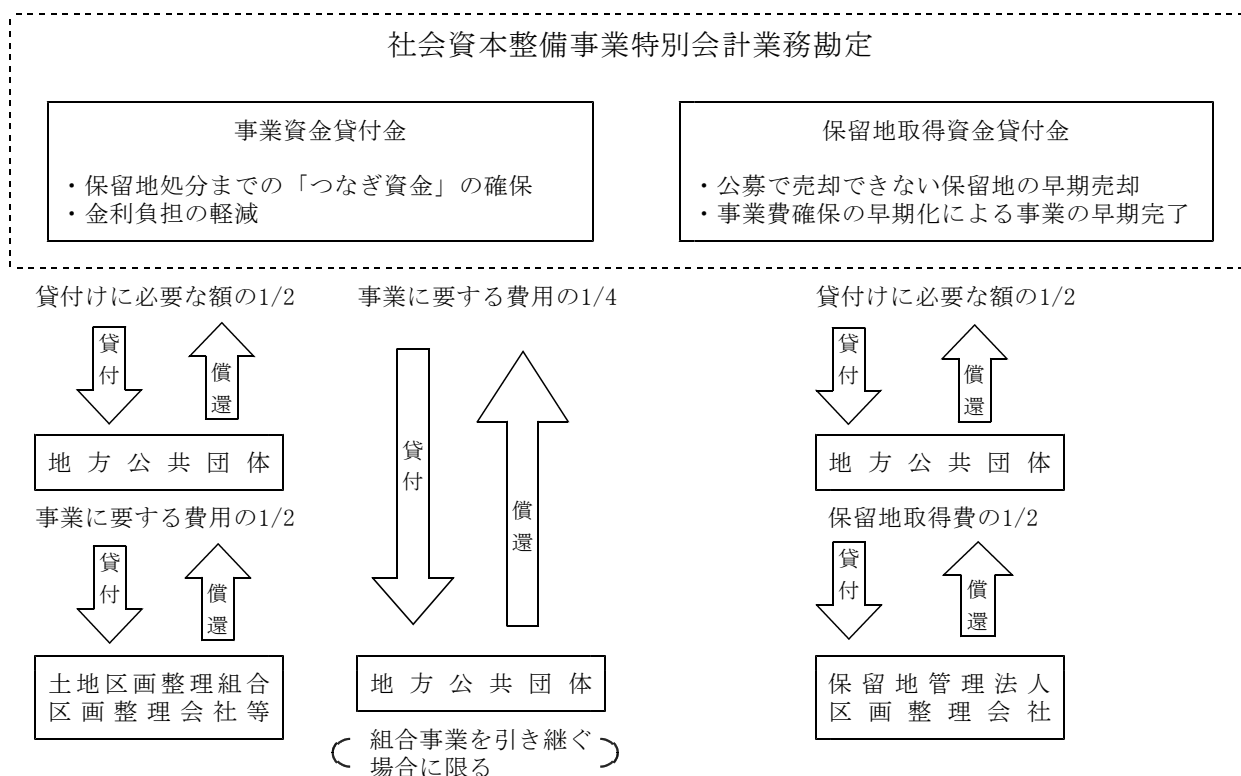 社会資本整備事業特別会計業務勘定
事業資金貸付金
・保留地処分までの「つなぎ資金」の確保
・金利負担の軽減
保留地取得資金貸付金
・公募で売却できない保留地の早期売却
・事業費確保の早期化による事業の早期完了
貸付けに必要な額の1/2
貸付
償還
地方公共団体
事業に要する費用の1/2
貸付
償還
土地区画整理組合
区画整理会社等
事業に要する費用の1/4
貸付
償還
地方公共団体
組合事業を引き継ぐ
場合に限る
貸付けに必要な額の1/2
貸付
償還
地方公共団体
保留地取得費の1/2
貸付
償還
保留地管理法人
区画整理会社